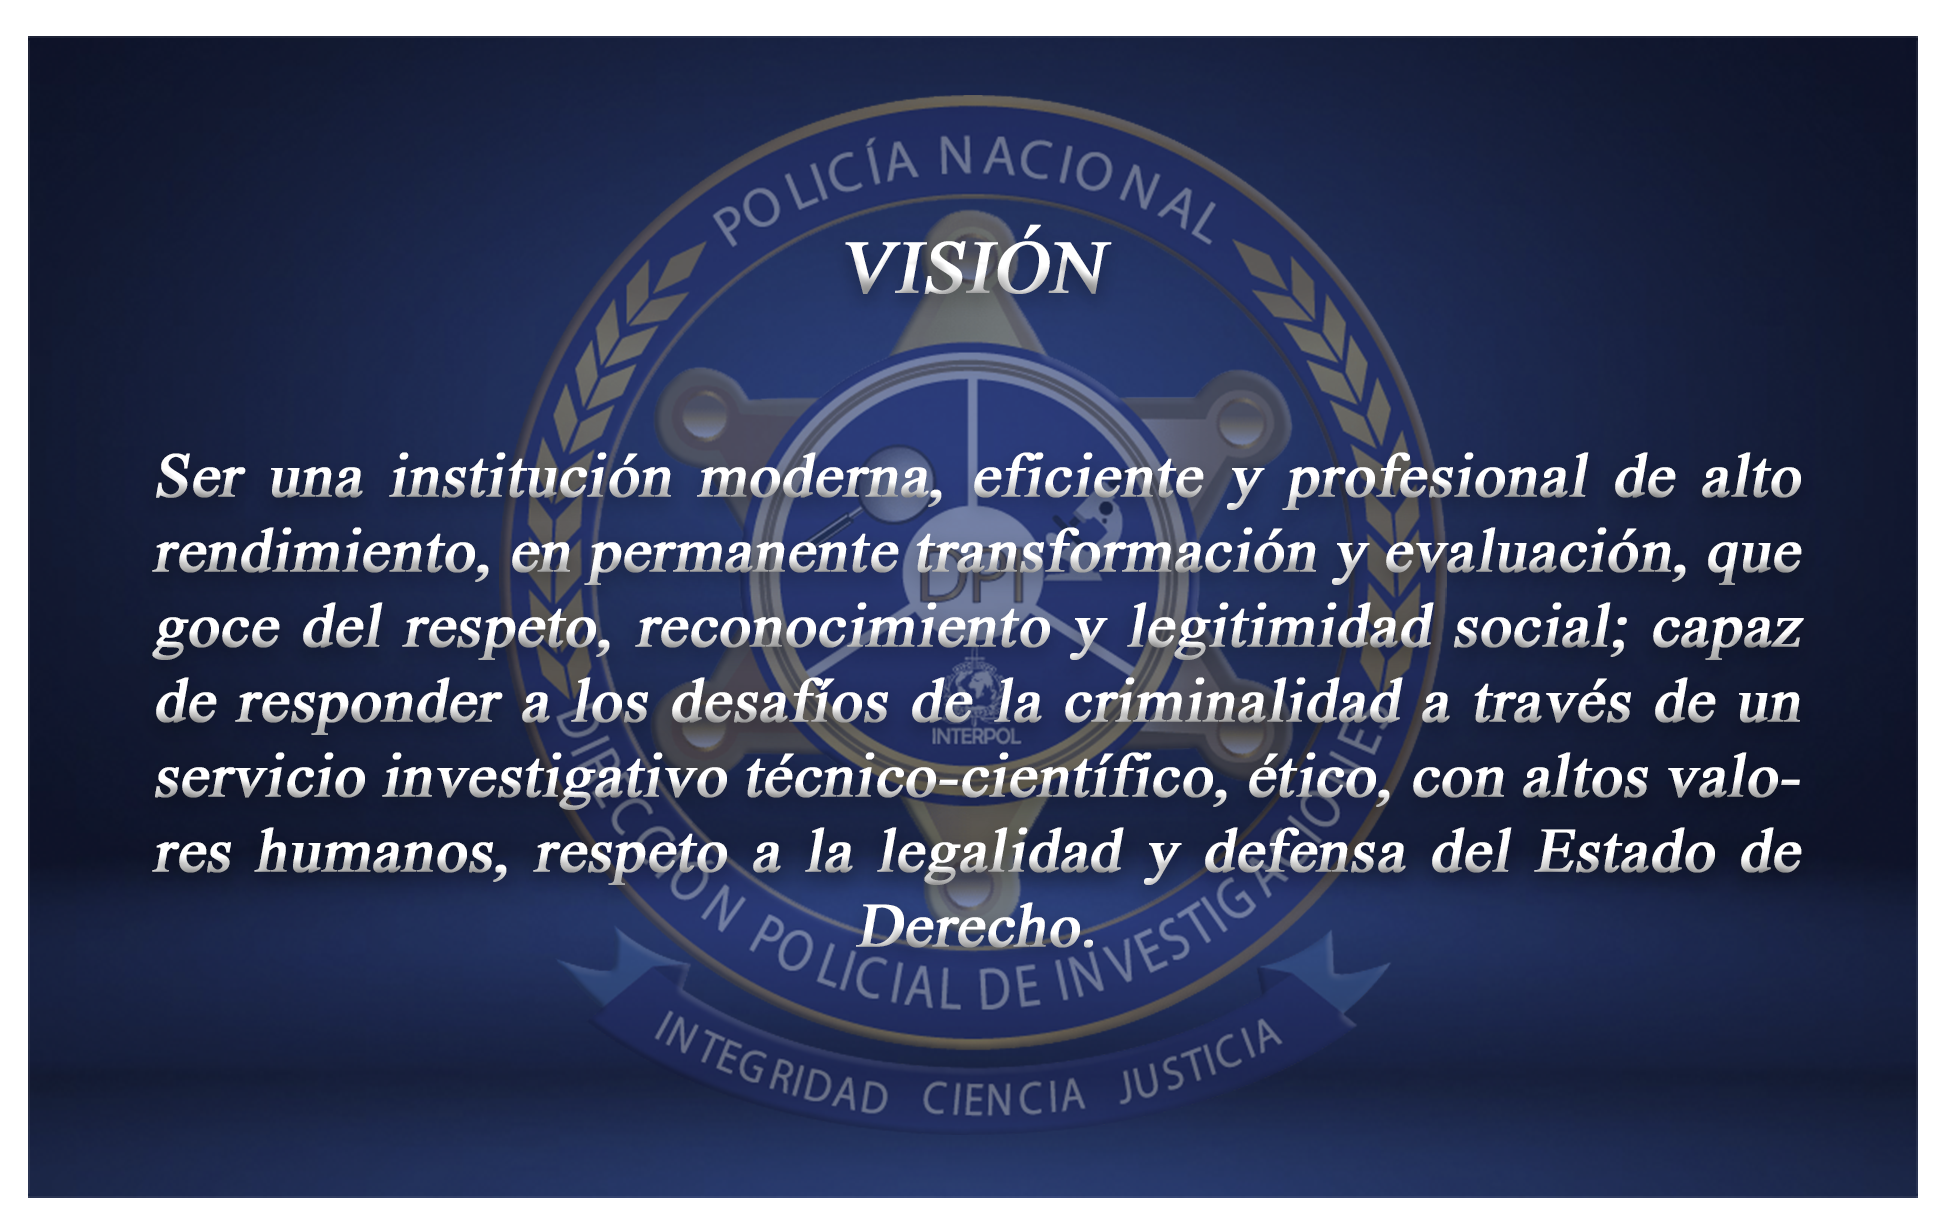 POLICÍA NACIONAL
VISIÓN
Ser una institución moderna, eficiente y profesional de alto
rendimiento, en permanente transformación y evaluación, que
goce del respeto, reconocimiento y legitimidad social; capaz
de responder a los desafíos de la criminalidad a través de un
servicio investigativo técnico-científico, ético, con altos valo-
res humanos, respeto a la legalidad y defensa del Estado de
Derecho.
DPI
INTERPOL
DIRECCIÓN POLICIAL DE INVESTIGACIONES
INTEGRIDAD CIENCIA JUSTICIA